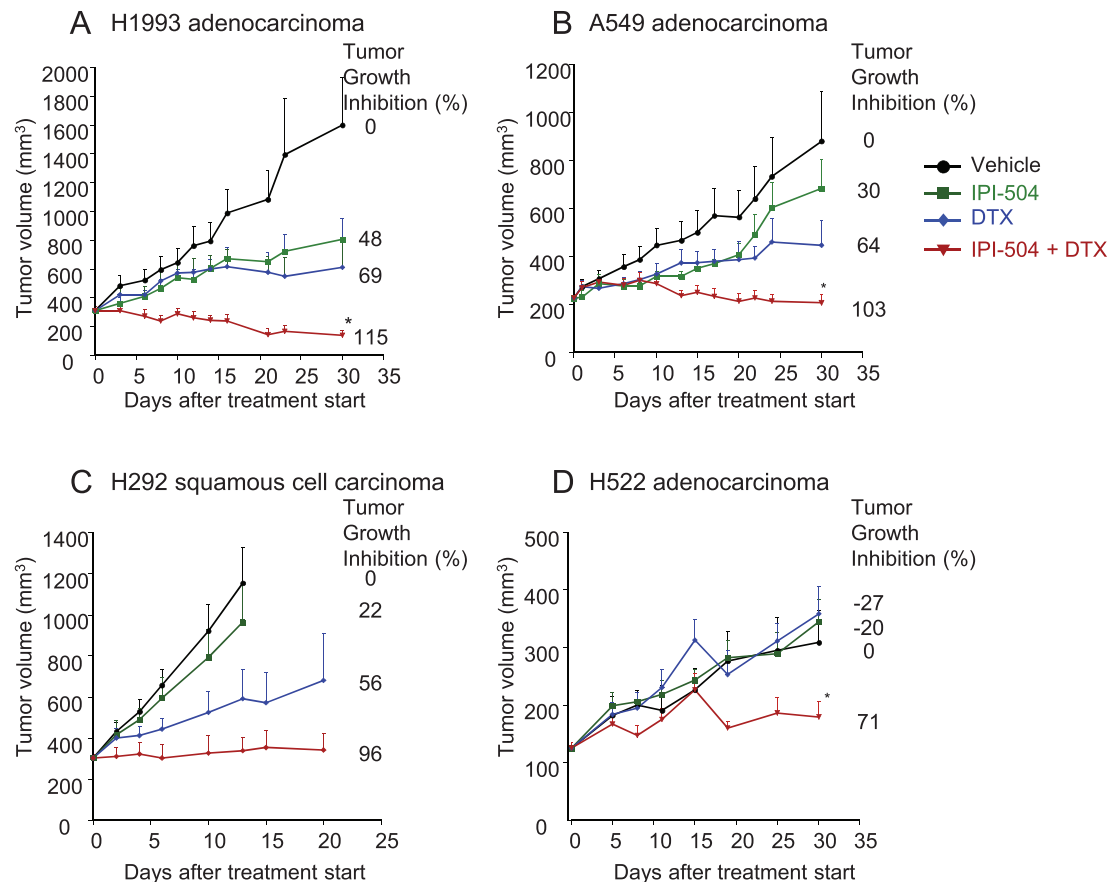 A H1993 adenocarcinoma
Tumor
Growth
Inhibition (%)
Tumor volume (mm³)
2000
1800
1600
1400
1200
1000
800
600
400
200
0
0
48
69
*
115
0 5 10 15 20 25 30 35
Days after treatment start
B A549 adenocarcinoma
Tumor
Growth
Inhibition (%)
Tumor volume (mm³)
1200
1000
800
600
400
200
0
0
30
64
*
103
0 5 10 15 20 25 30 35
Days after treatment start
Vehicle
IPI-504
DTX
IPI-504 + DTX
C H292 squamous cell carcinoma
Tumor
Growth
Inhibition (%)
Tumor volume (mm³)
1400
1200
1000
800
600
400
200
0
0
22
56
96
0 5 10 15 20 25
Days after treatment start
D H522 adenocarcinoma
Tumor
Growth
Inhibition (%)
Tumor volume (mm³)
500
400
300
200
100
0
-27
-20
0
*
71
0 5 10 15 20 25 30 35
Days after treatment start